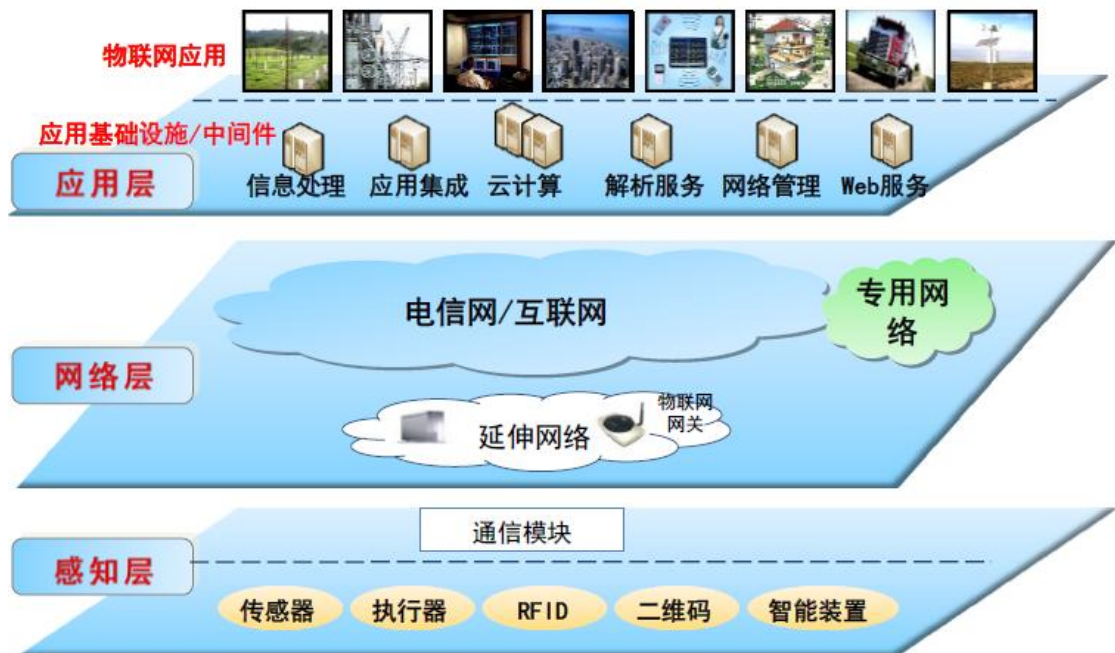 物联网应用
应用基础设施/中间件
应用层
信息处理 应用集成 云计算 解析服务 网络管理 Web服务
电信网/互联网
专用网
络
网络层
物联网
网关
延伸网络
通信模块
感知层
传感器 执行器 RFID 二维码 智能装置